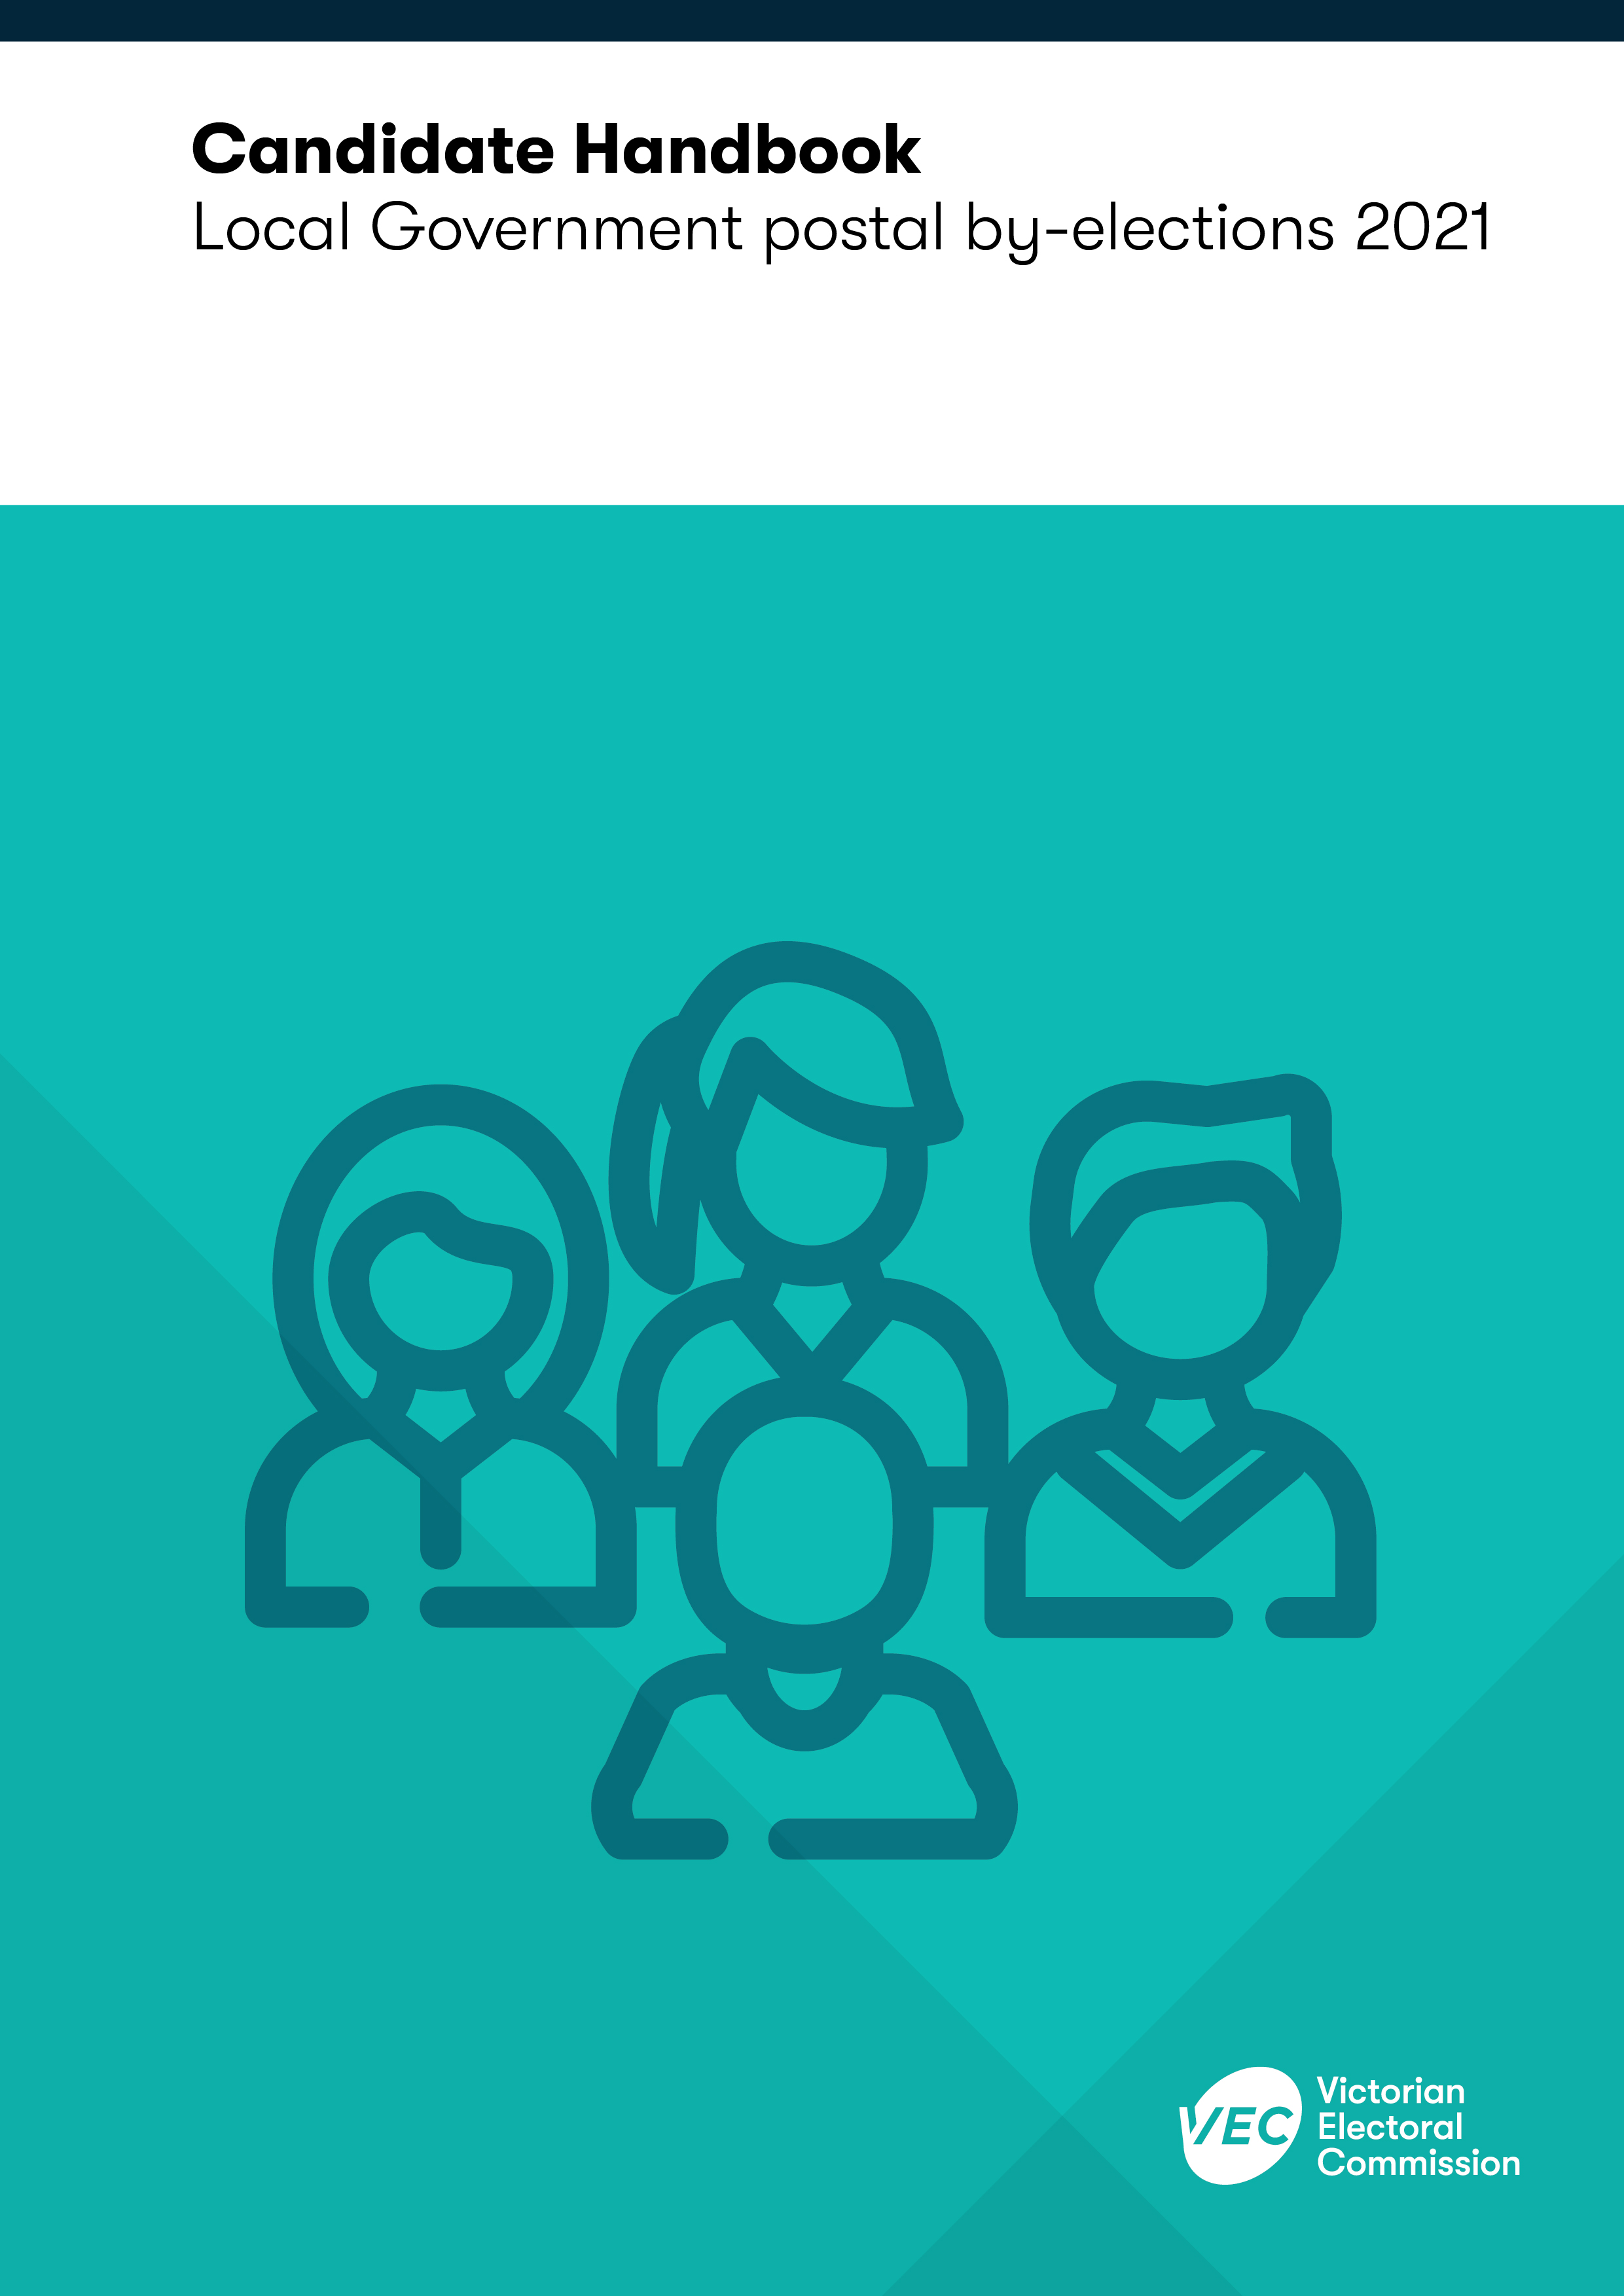 Candidate Handbook
Local Government postal by-elections 2021
VEC
Victorian
Electoral
Commission